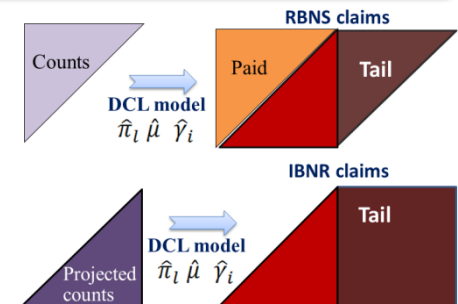 RBNS claims
Counts
Paid
Tail
DCL model
π̂_l μ̂ γ̂_i
IBNR claims
Tail
DCL model
π̂_l μ̂ γ̂_i
Projected
counts